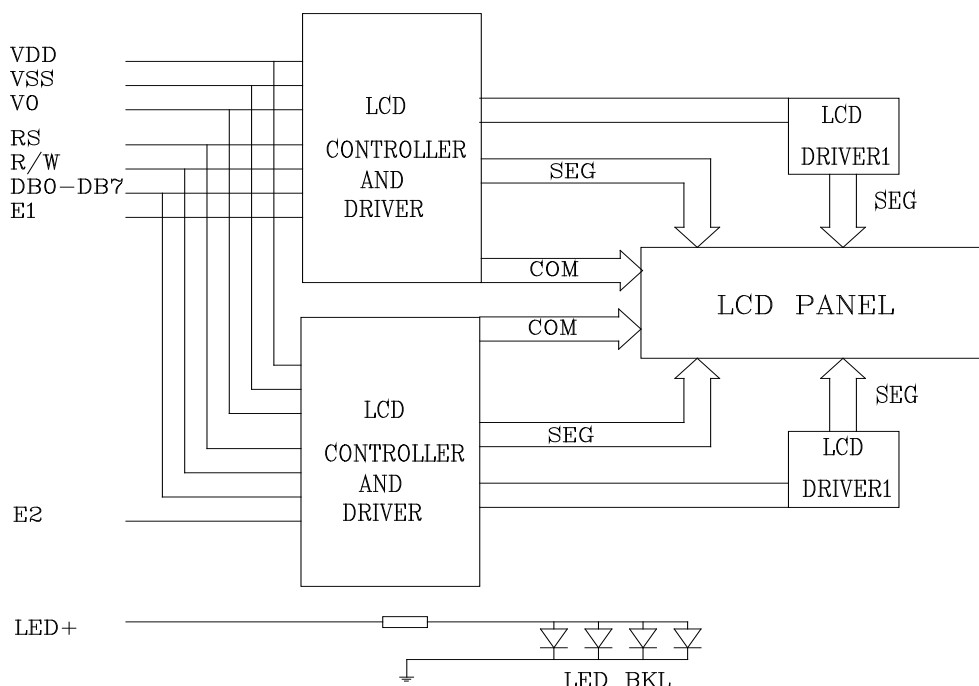 VDD
VSS
V0
RS
R/W
DB0-DB7
E1
LCD
CONTROLLER
AND
DRIVER
SEG
COM
LCD
DRIVER1
SEG
LCD PANEL
COM
SEG
LCD
CONTROLLER
AND
DRIVER
SEG
LCD
DRIVER1
E2
LED+
LED BKL